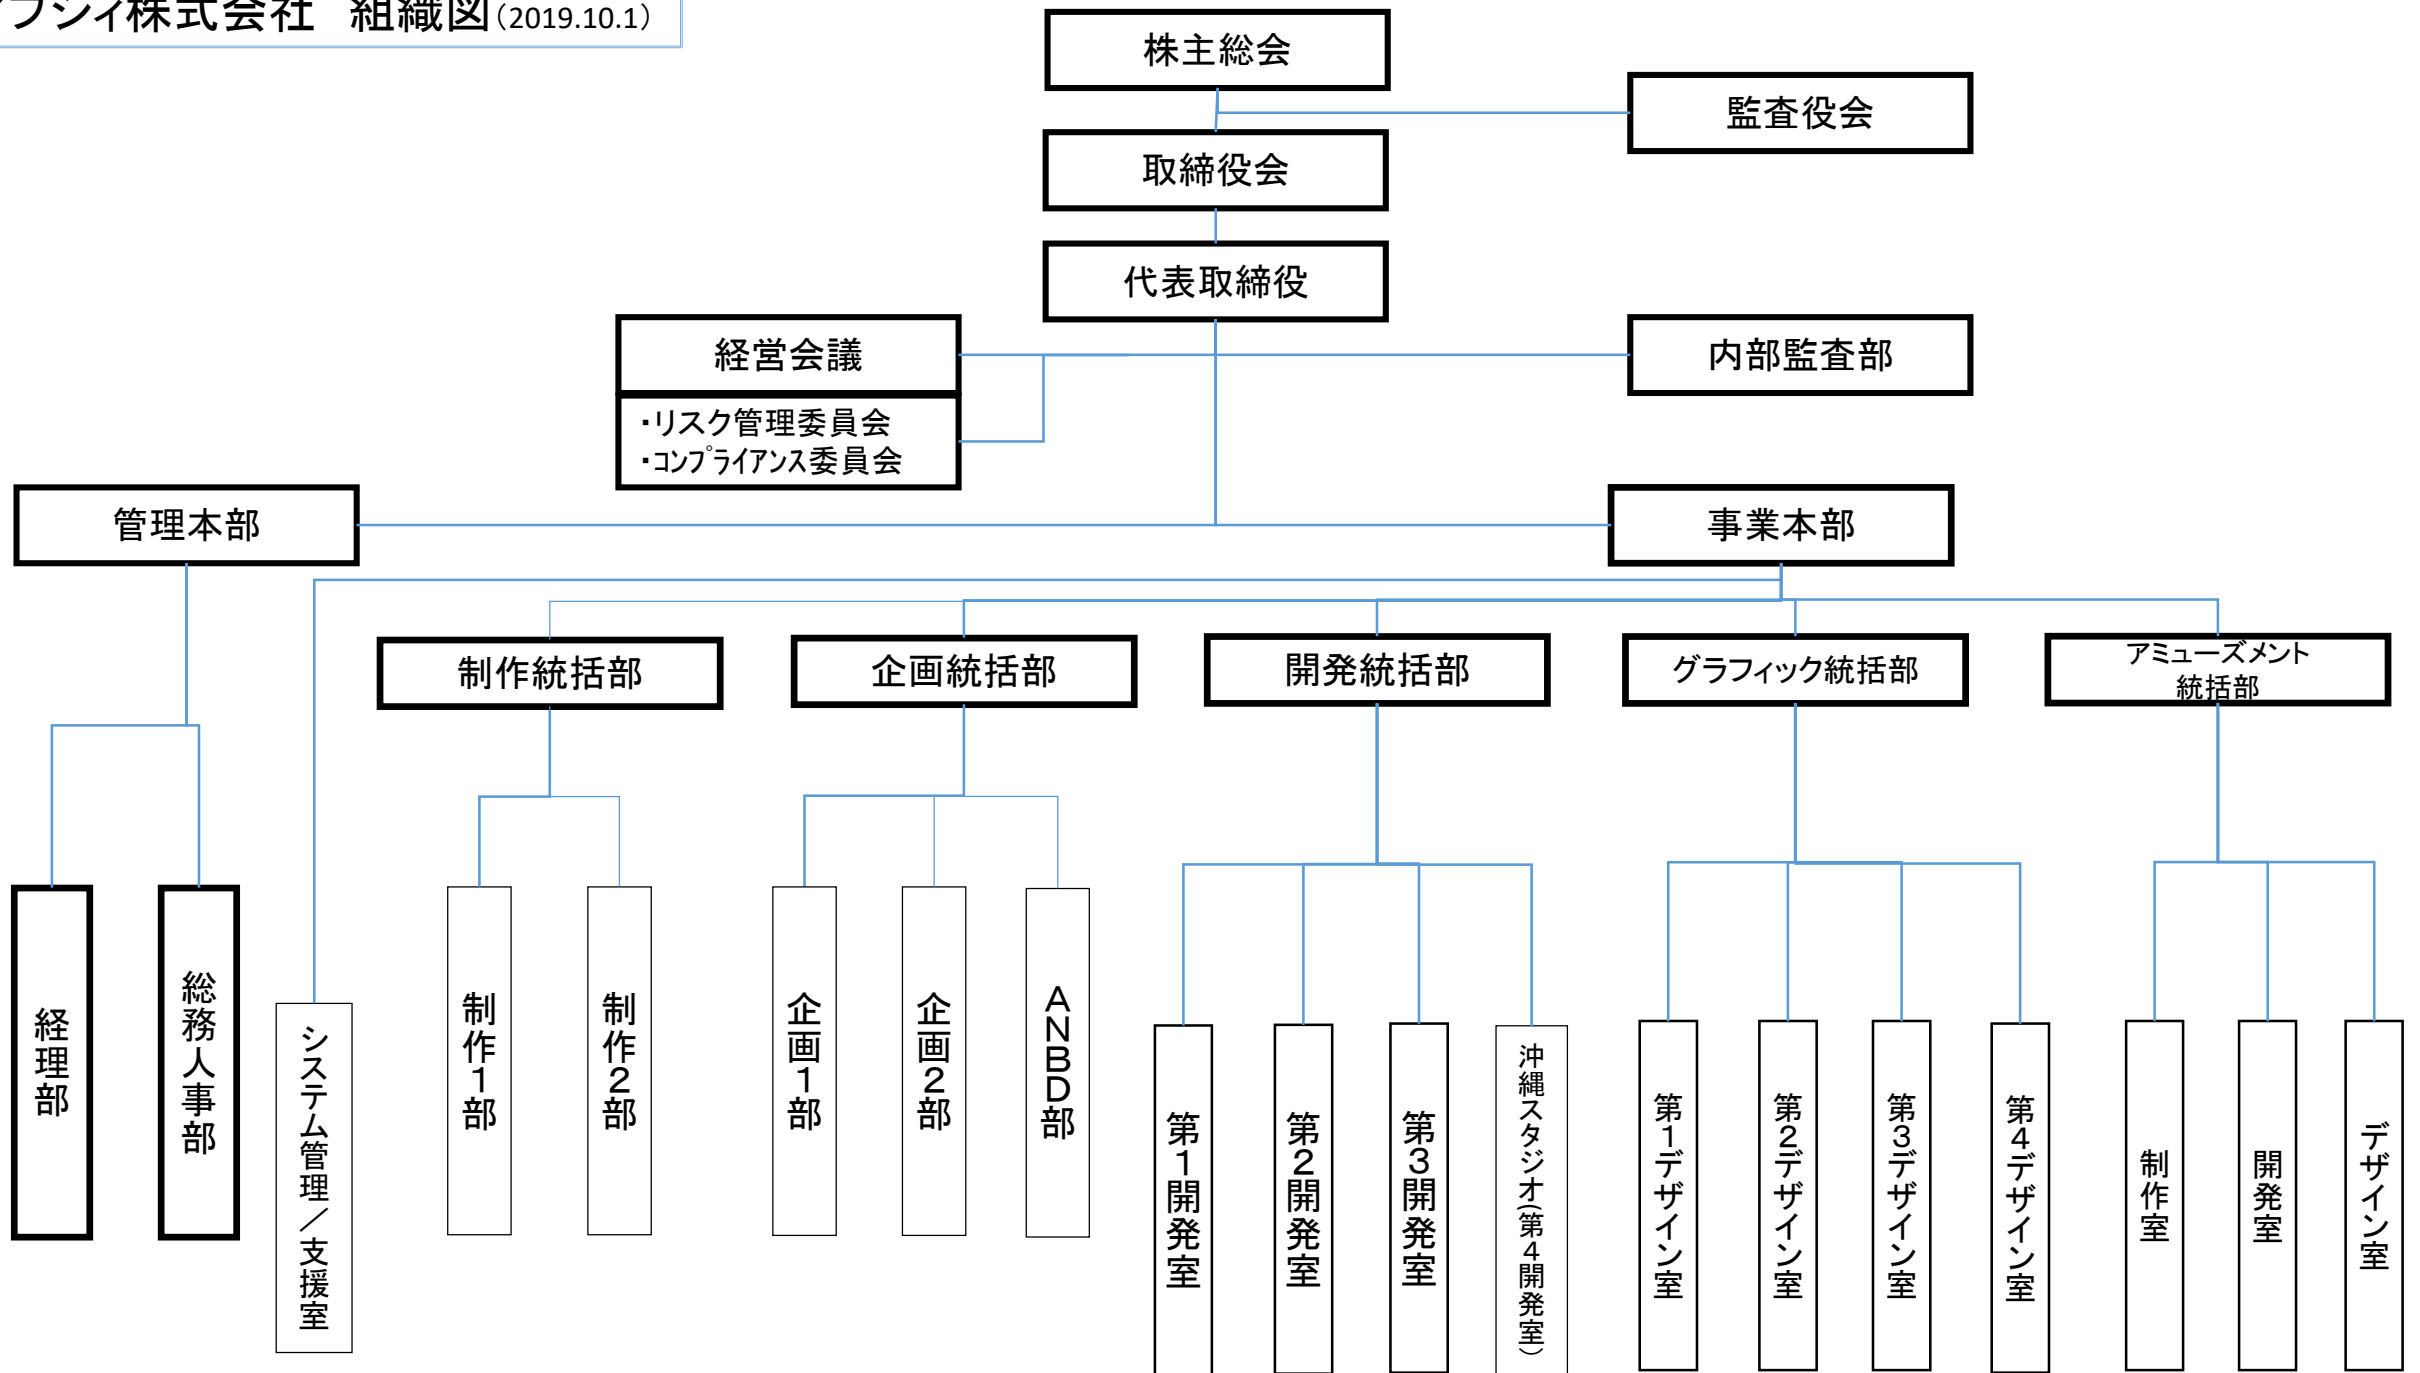 プシィ株式会社　組織図（2019.10.1）
株主総会
監査役会
取締役会
代表取締役
経営会議
内部監査部
・リスク管理委員会
・コンプライアンス委員会
管理本部
事業本部
制作統括部
企画統括部
開発統括部
グラフィック統括部
アミューズメント
統括部
経理部
総務人事部
システム管理／支援室
制作1部
制作2部
企画1部
企画2部
ANBD部
第1開発室
第2開発室
第3開発室
沖縄スタジオ(第4開発室)
第1デザイン室
第2デザイン室
第3デザイン室
第4デザイン室
制作室
開発室
デザイン室